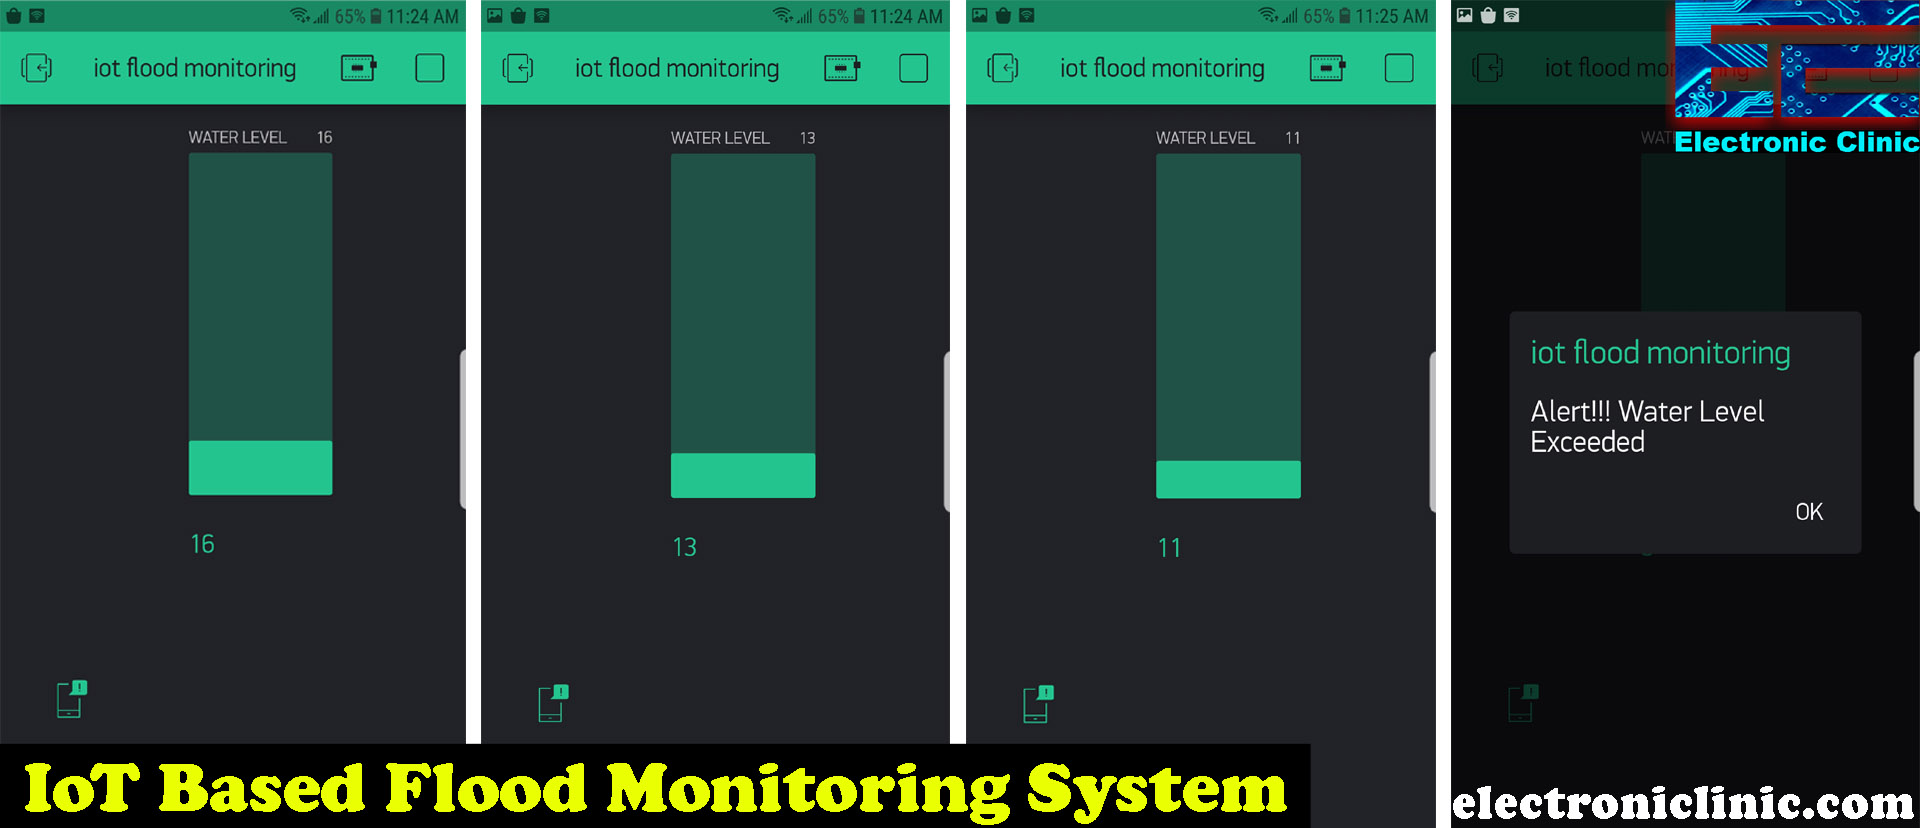 65% 11:24 AM
iot flood monitoring
WATER LEVEL 16
16
65% 11:24 AM
iot flood monitoring
WATER LEVEL 13
13
65% 11:25 AM
iot flood monitoring
WATER LEVEL 11
11
Electronic Clinic
iot flood monitoring
Alert!!! Water Level
Exceeded
OK
IoT Based Flood Monitoring System
electroniclinic.com